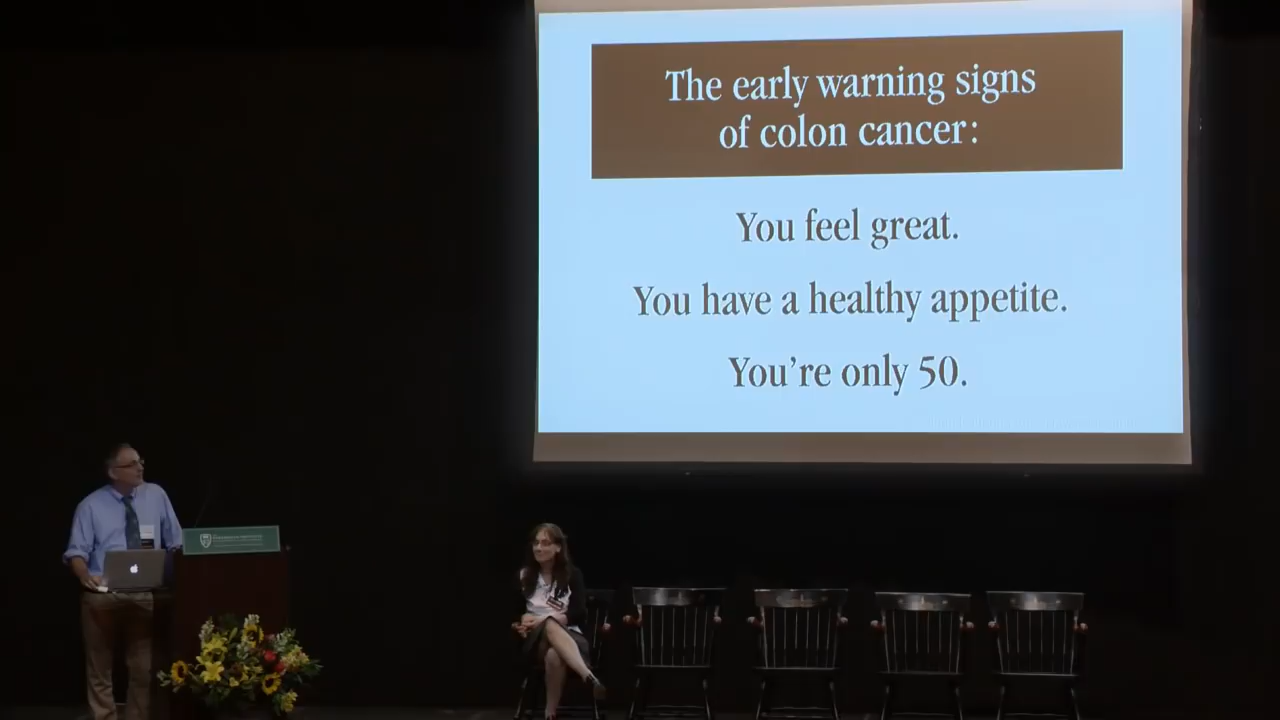 The early warning signs
of colon cancer:
You feel great.
You have a healthy appetite.
You're only 50.